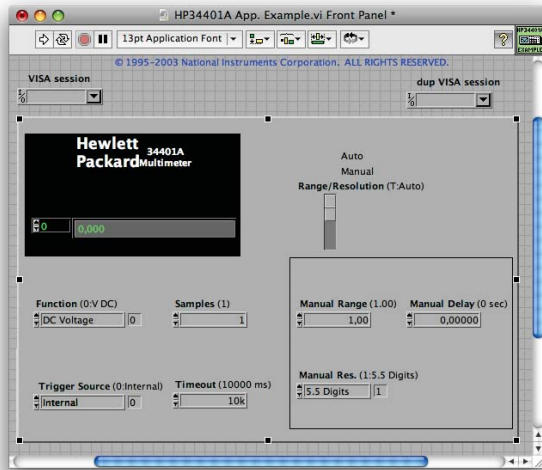 HP34401A App. Example.vi Front Panel *
13pt Application Font
© 1995-2003 National Instruments Corporation. ALL RIGHTS RESERVED.
VISA session
dup VISA session
Hewlett
Packard
34401A
Multimeter
0
0,000
Auto
Manual
Range/Resolution (T:Auto)
Function (0:V DC)
DC Voltage 0
Samples (1)
1
Manual Range (1.00)
1,00
Manual Delay (0 sec)
0,00000
Manual Res. (1:5.5 Digits)
5.5 Digits 1
Trigger Source (0:Internal)
Internal 0
Timeout (10000 ms)
10k